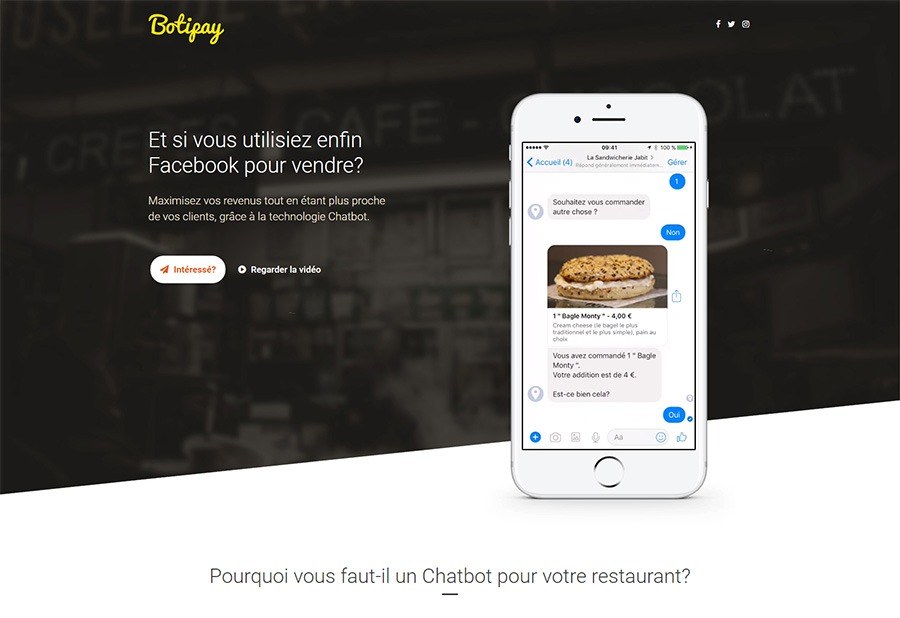 Botipay
Et si vous utilisiez enfin
Facebook pour vendre?
Maximisez vos revenus tout en étant plus proche
de vos clients, grâce à la technologie Chatbot.
Intéressé?
Regarder la vidéo
CAFE - CHOCOLAT
09:41
100 %
Accueil (4)
La Sandwicherie Jabit
Répond généralement immédiatem...
Gérer
1
Souhaitez vous commander
autre chose ?
Non
1 " Bagle Monty " - 4,00 €
Cream cheese (le bagel le plus
traditionnel et le plus simple), pain au
choix
Vous avez commandé 1 " Bagle
Monty ".
Votre addition est de 4 €.
Est-ce bien cela?
Oui
Aa
Pourquoi vous faut-il un Chatbot pour votre restaurant?